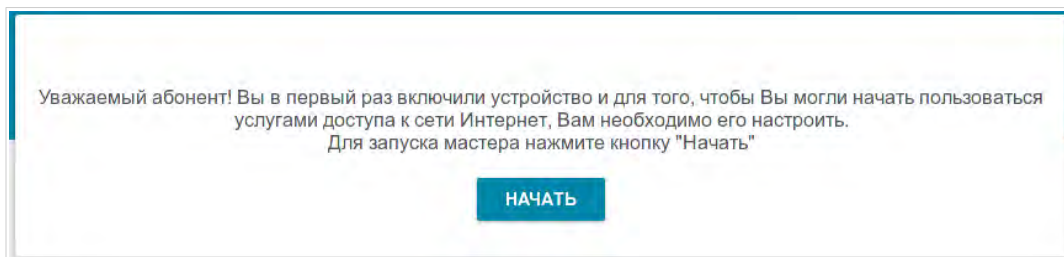 Уважаемый абонент! Вы в первый раз включили устройство и для того, чтобы Вы могли начать пользоваться
услугами доступа к сети Интернет, Вам необходимо его настроить.
Для запуска мастера нажмите кнопку "Начать"
НАЧАТЬ